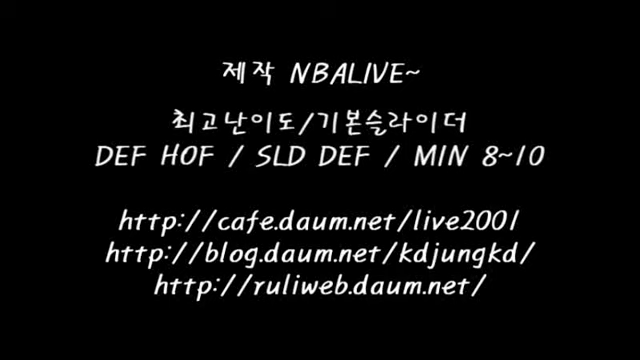 제작 NBALIVE~
최고난이도/기본슬라이더
DEF HOF / SLD DEF / MIN 8~10
http://cafe.daum.net/live2001
http://blog.daum.net/kdjungkd/
http://ruliweb.daum.net/